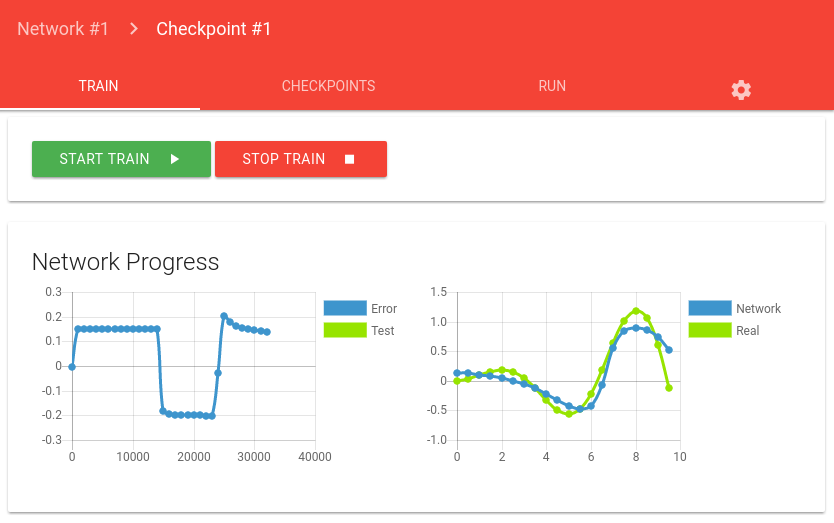 Network #1 > Checkpoint #1
TRAIN CHECKPOINTS RUN
START TRAIN STOP TRAIN
Network Progress
0.3
0.2
0.1
0
-0.1
-0.2
-0.3
0 10000 20000 30000 40000
Error
Test
1.5
1.0
0.5
0
-0.5
-1.0
0 2 4 6 8 10
Network
Real